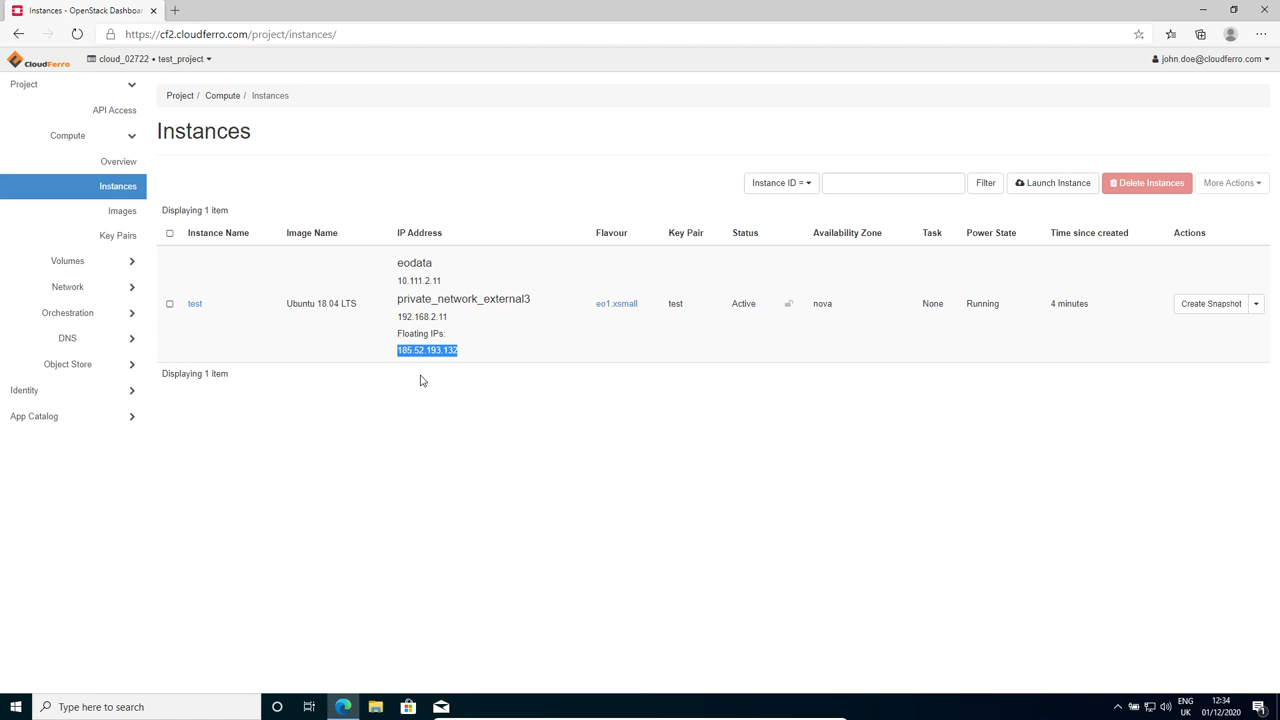 Instances - OpenStack Dashboar
https://cf2.cloudferro.com/project/instances/
CloudFerro
cloud_02722 • test_project
john.doe@cloudferro.com
Project
API Access
Compute
Overview
Instances
Images
Key Pairs
Volumes
Network
Orchestration
DNS
Object Store
Identity
App Catalog
Project / Compute / Instances
Instances
Instance ID =
Filter
Launch Instance
Delete Instances
More Actions
Displaying 1 item
Instance Name Image Name IP Address Flavour Key Pair Status Availability Zone Task Power State Time since created Actions
eodata
10.111.2.11
private_network_external3
test Ubuntu 18.04 LTS eo1.xsmall test Active nova None Running 4 minutes Create Snapshot
192.168.2.11
Floating IPs:
185.52.193.132
Displaying 1 item
Type here to search
ENG
UK
12:34
01/12/2020
1